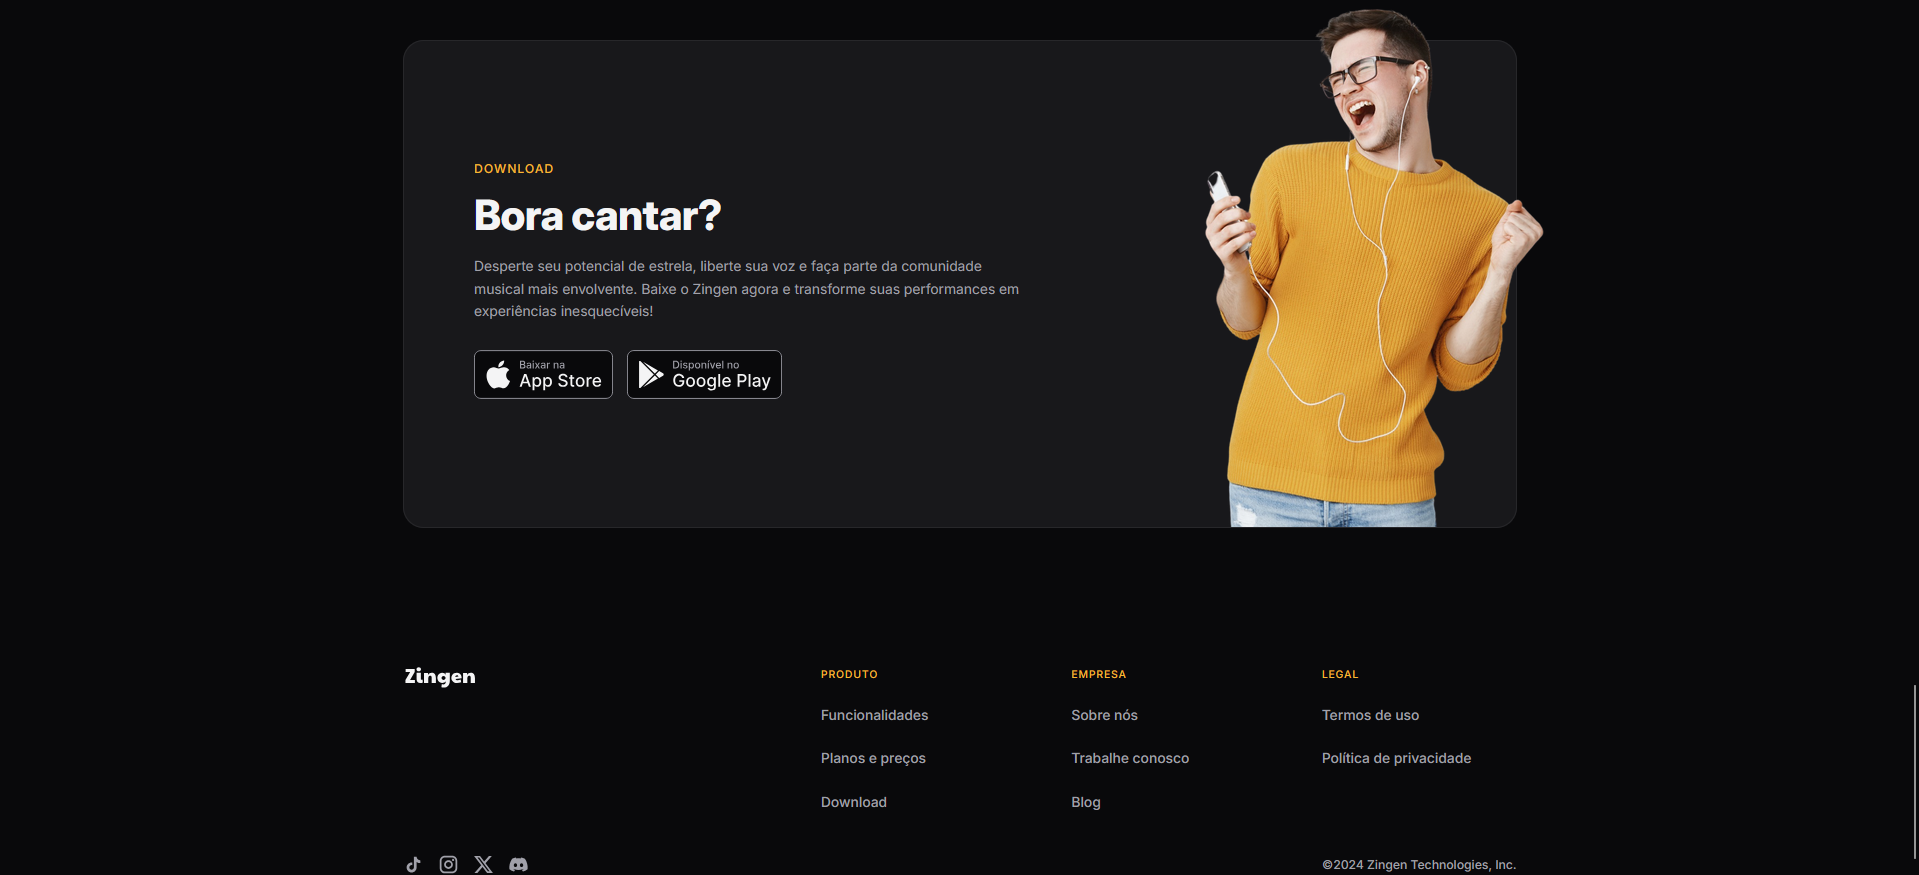 DOWNLOAD
Bora cantar?
Desperte seu potencial de estrela, liberte sua voz e faça parte da comunidade
musical mais envolvente. Baixe o Zingen agora e transforme suas performances em
experiências inesquecíveis!
Baixar na
App Store
Disponível no
Google Play
Zingen
PRODUTO
Funcionalidades
Planos e preços
Download
EMPRESA
Sobre nós
Trabalhe conosco
Blog
LEGAL
Termos de uso
Política de privacidade
©2024 Zingen Technologies, Inc.